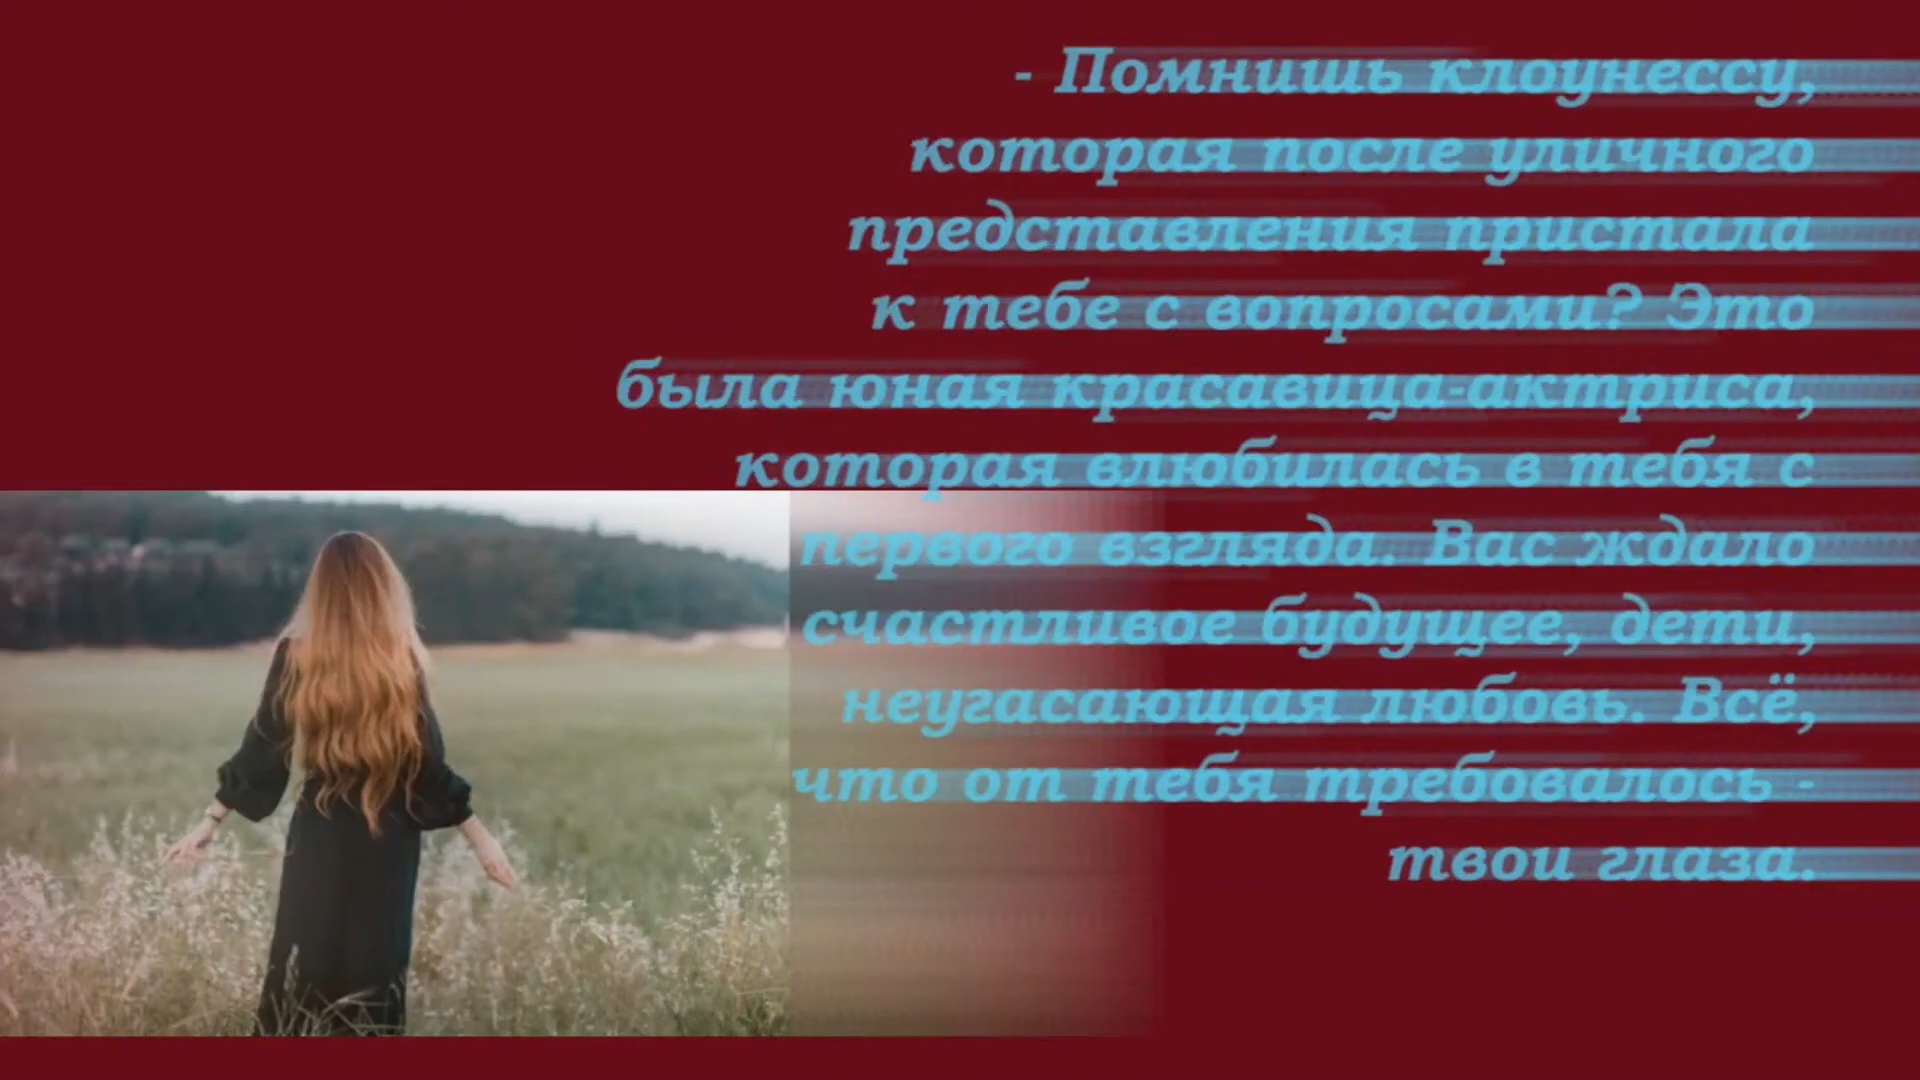 - Помнишь клоунессу,
которая после уличного
представления пристала
к тебе с вопросами? Это
была юная красавица-актриса,
которая влюбилась в тебя с
первого взгляда. Вас ждало
счастливое будущее, дети,
неугасающая любовь. Всё,
что от тебя требовалось -
твои глаза.